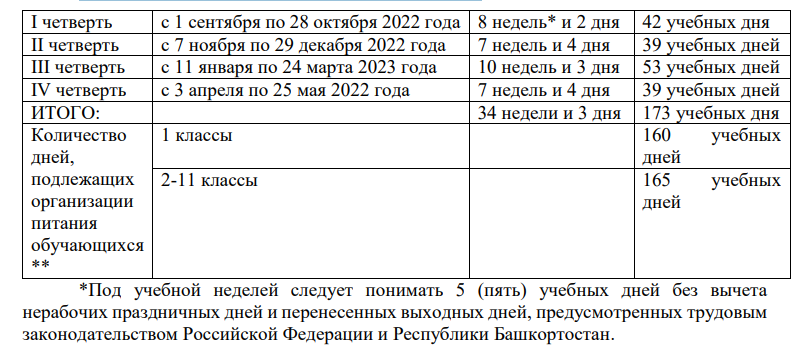 I четверть с 1 сентября по 28 октября 2022 года 8 недель* и 2 дня 42 учебных дня
II четверть с 7 ноября по 29 декабря 2022 года 7 недель и 4 дня 39 учебных дней
III четверть с 11 января по 24 марта 2023 года 10 недель и 3 дня 53 учебных дней
IV четверть с 3 апреля по 25 мая 2022 года 7 недель и 4 дня 39 учебных дней
ИТОГО: 34 недели и 3 дня 173 учебных дня
Количество
дней,
подлежащих
организации
питания
обучающихся
**
1 классы
160 учебных
дней
2-11 классы
165 учебных
дней
*Под учебной неделей следует понимать 5 (пять) учебных дней без вычета
нерабочих праздничных дней и перенесенных выходных дней, предусмотренных трудовым
законодательством Российской Федерации и Республики Башкортостан.